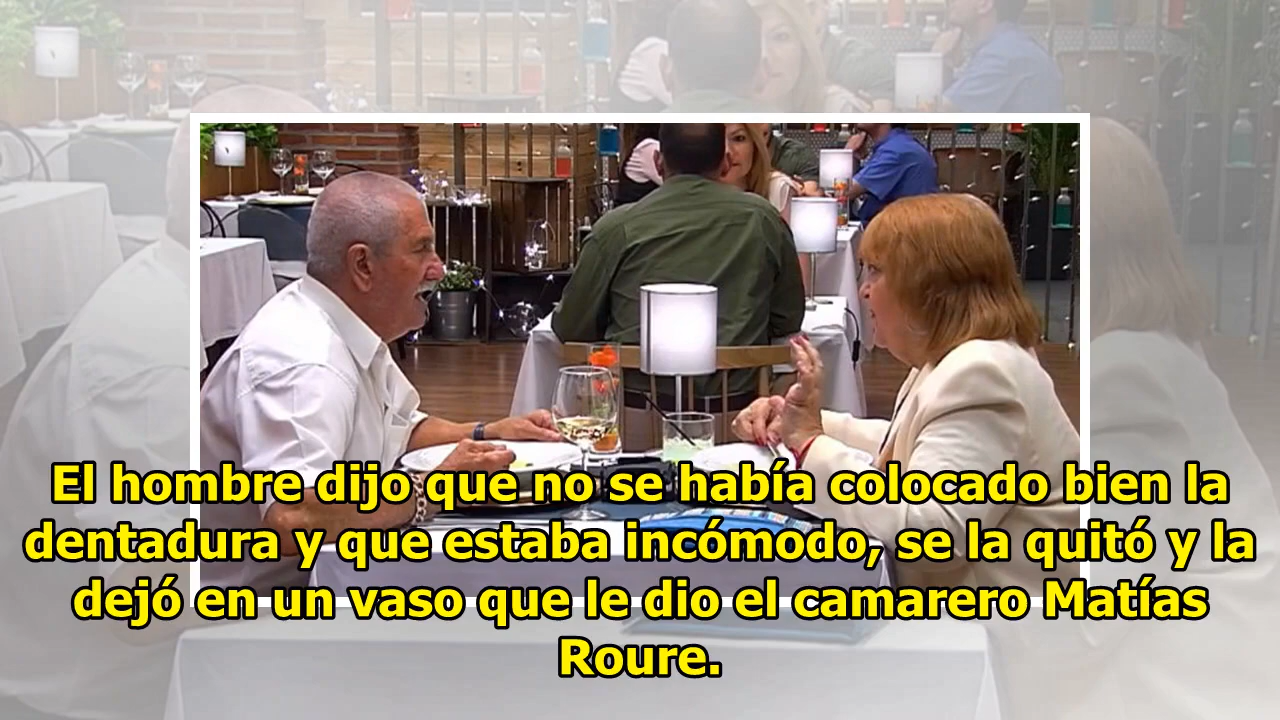 El hombre dijo que no se había colocado bien la
dentadura y que estaba incómodo, se la quitó y la
dejó en un vaso que le dio el camarero Matías
Roure.